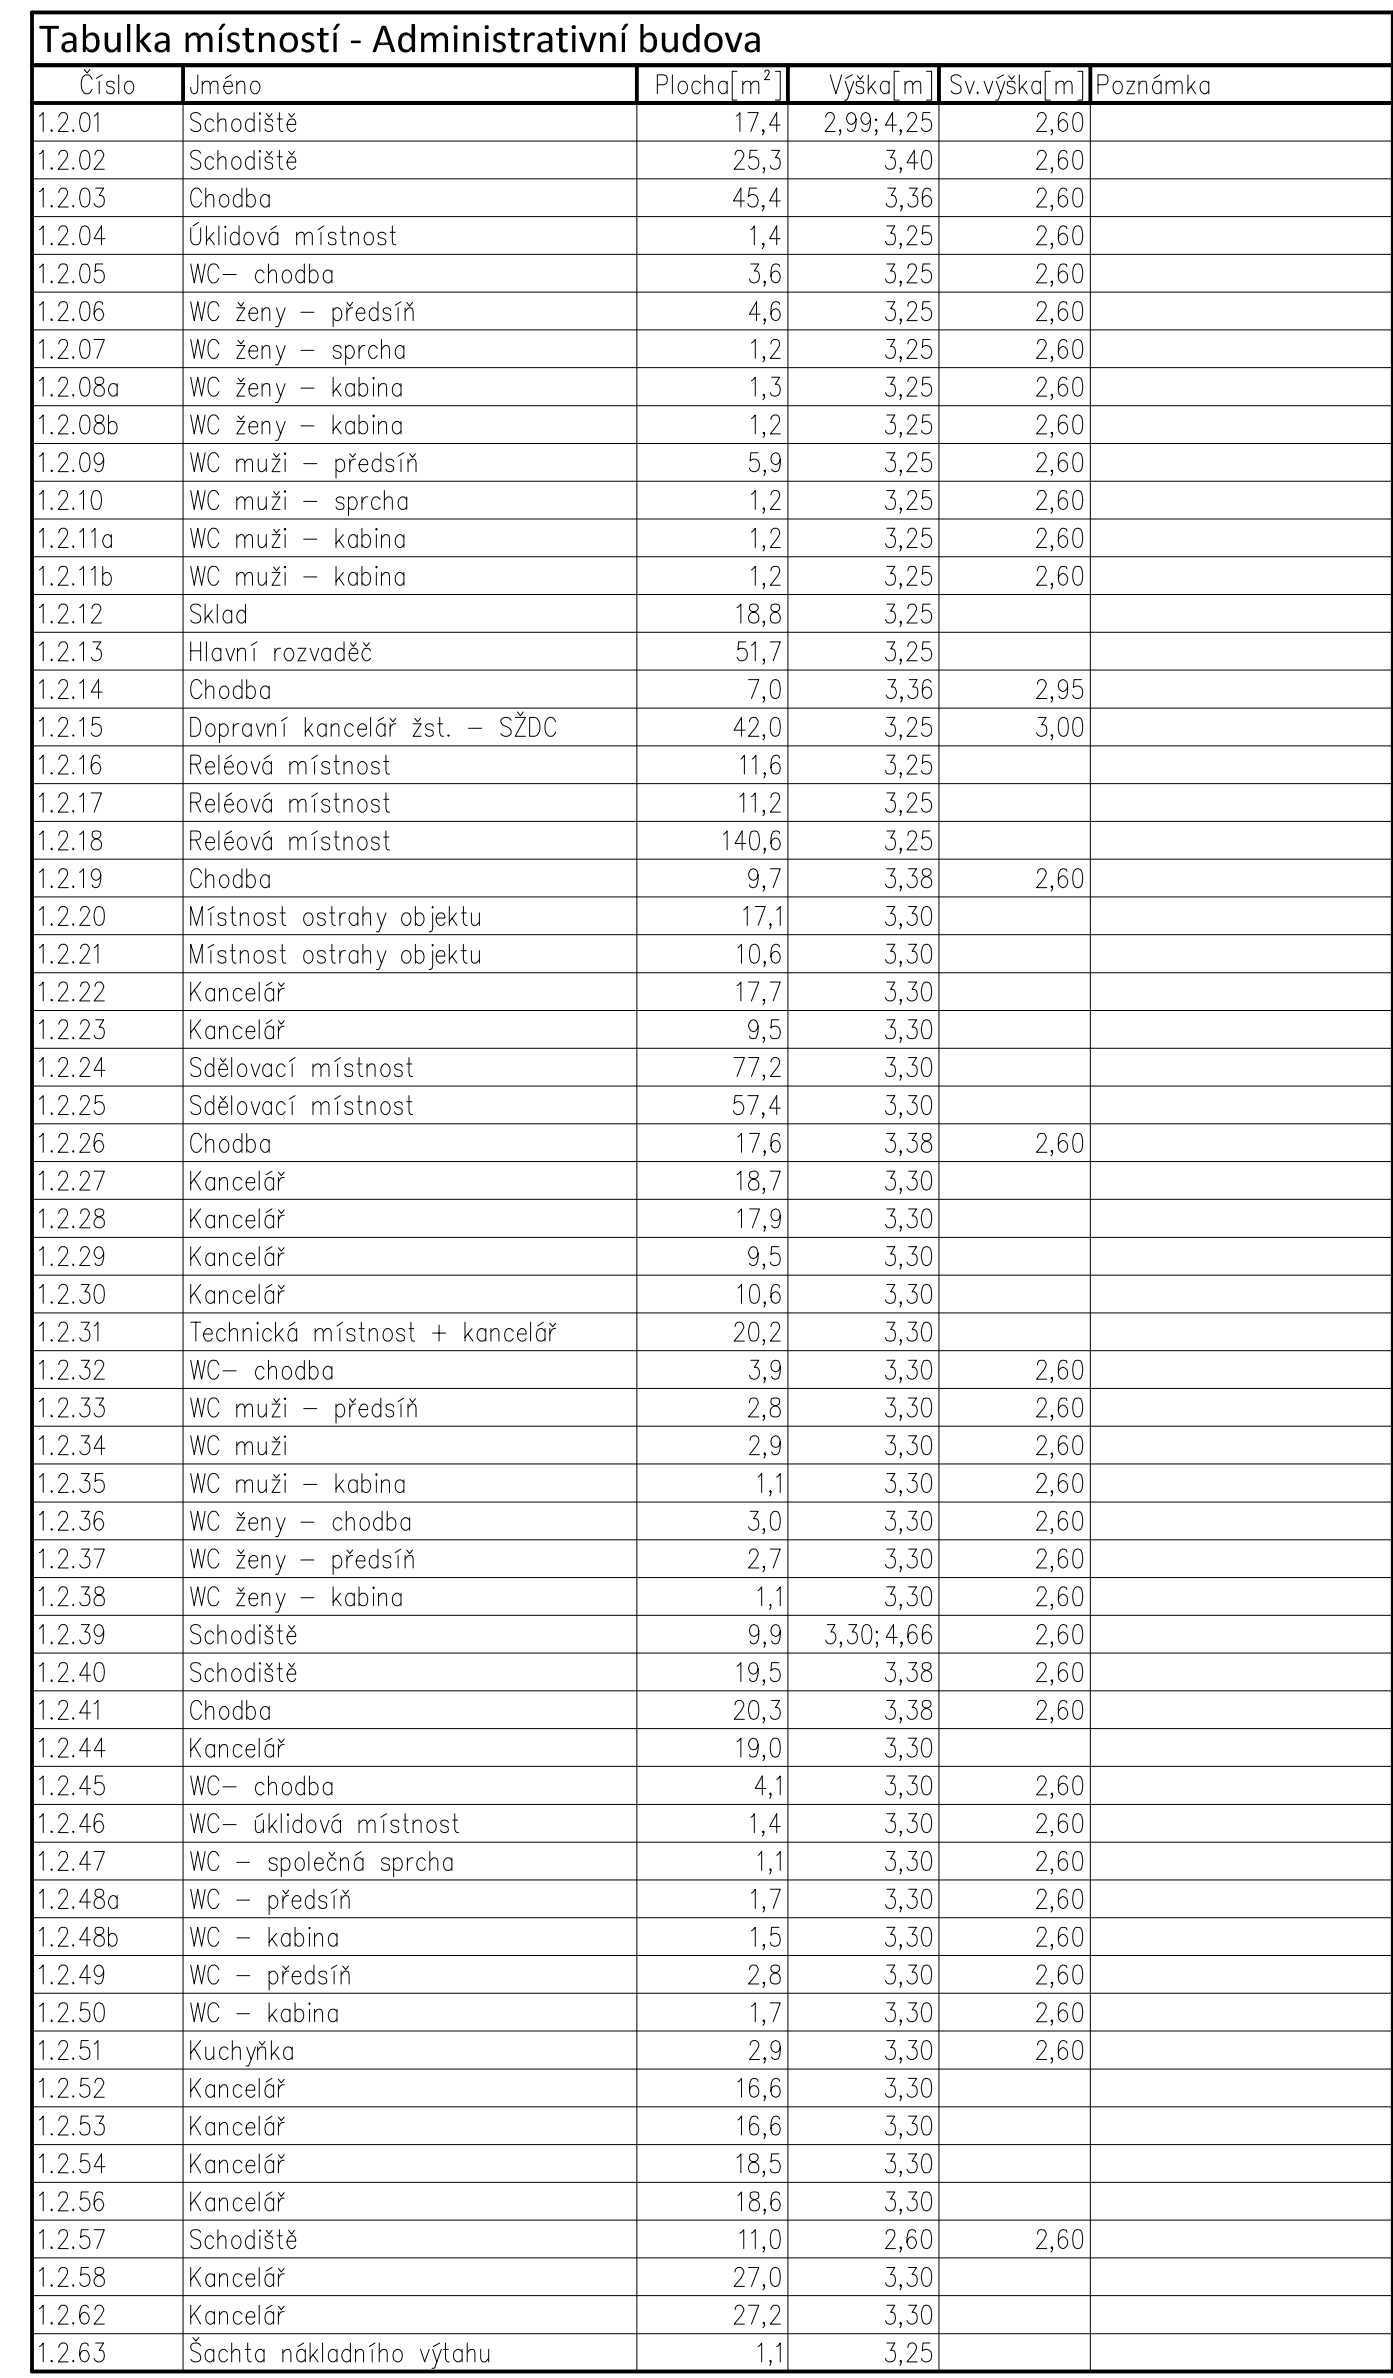 Tabulka místností - Administrativní budova
Číslo Jméno Plocha[m²] Výška[m] Sv.výška[m] Poznámka
1.2.01 Schodiště 17,4 2,99;4,25 2,60
1.2.02 Schodiště 25,3 3,40 2,60
1.2.03 Chodba 45,4 3,36 2,60
1.2.04 Úklidová místnost 1,4 3,25 2,60
1.2.05 WC– chodba 3,6 3,25 2,60
1.2.06 WC ženy – předsíň 4,6 3,25 2,60
1.2.07 WC ženy – sprcha 1,2 3,25 2,60
1.2.08a WC ženy – kabina 1,3 3,25 2,60
1.2.08b WC ženy – kabina 1,2 3,25 2,60
1.2.09 WC muži – předsíň 5,9 3,25 2,60
1.2.10 WC muži – sprcha 1,2 3,25 2,60
1.2.11a WC muži – kabina 1,2 3,25 2,60
1.2.11b WC muži – kabina 1,2 3,25 2,60
1.2.12 Sklad 18,8 3,25
1.2.13 Hlavní rozvaděč 51,7 3,25
1.2.14 Chodba 7,0 3,36 2,95
1.2.15 Dopravní kancelář žst. – SŽDC 42,0 3,25 3,00
1.2.16 Reléová místnost 11,6 3,25
1.2.17 Reléová místnost 11,2 3,25
1.2.18 Reléová místnost 140,6 3,25
1.2.19 Chodba 9,7 3,38 2,60
1.2.20 Místnost ostrahy objektu 17,1 3,30
1.2.21 Místnost ostrahy objektu 10,6 3,30
1.2.22 Kancelář 17,7 3,30
1.2.23 Kancelář 9,5 3,30
1.2.24 Sdělovací místnost 77,2 3,30
1.2.25 Sdělovací místnost 57,4 3,30
1.2.26 Chodba 17,6 3,38 2,60
1.2.27 Kancelář 18,7 3,30
1.2.28 Kancelář 17,9 3,30
1.2.29 Kancelář 9,5 3,30
1.2.30 Kancelář 10,6 3,30
1.2.31 Technická místnost + kancelář 20,2 3,30
1.2.32 WC– chodba 3,9 3,30 2,60
1.2.33 WC muži – předsíň 2,8 3,30 2,60
1.2.34 WC muži 2,9 3,30 2,60
1.2.35 WC muži – kabina 1,1 3,30 2,60
1.2.36 WC ženy – chodba 3,0 3,30 2,60
1.2.37 WC ženy – předsíň 2,7 3,30 2,60
1.2.38 WC ženy – kabina 1,1 3,30 2,60
1.2.39 Schodiště 9,9 3,30;4,66 2,60
1.2.40 Schodiště 19,5 3,38 2,60
1.2.41 Chodba 20,3 3,38 2,60
1.2.44 Kancelář 19,0 3,30
1.2.45 WC– chodba 4,1 3,30 2,60
1.2.46 WC– úklidová místnost 1,4 3,30 2,60
1.2.47 WC – společná sprcha 1,1 3,30 2,60
1.2.48a WC – předsíň 1,7 3,30 2,60
1.2.48b WC – kabina 1,5 3,30 2,60
1.2.49 WC – předsíň 2,8 3,30 2,60
1.2.50 WC – kabina 1,7 3,30 2,60
1.2.51 Kuchyňka 2,9 3,30 2,60
1.2.52 Kancelář 16,6 3,30
1.2.53 Kancelář 16,6 3,30
1.2.54 Kancelář 18,5 3,30
1.2.56 Kancelář 18,6 3,30
1.2.57 Schodiště 11,0 2,60 2,60
1.2.58 Kancelář 27,0 3,30
1.2.62 Kancelář 27,2 3,30
1.2.63 Šachta nákladního výtahu 1,1 3,25